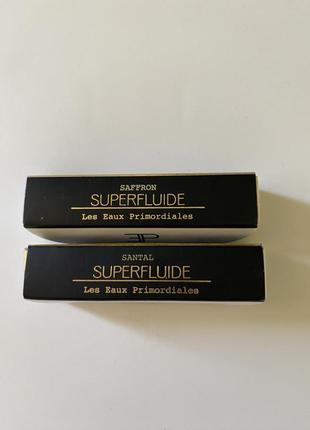 SAFFRON
SUPERFLUIDE
Les Eaux Primordiales
SANTAL
SUPERFLUIDE
Les Eaux Primordiales